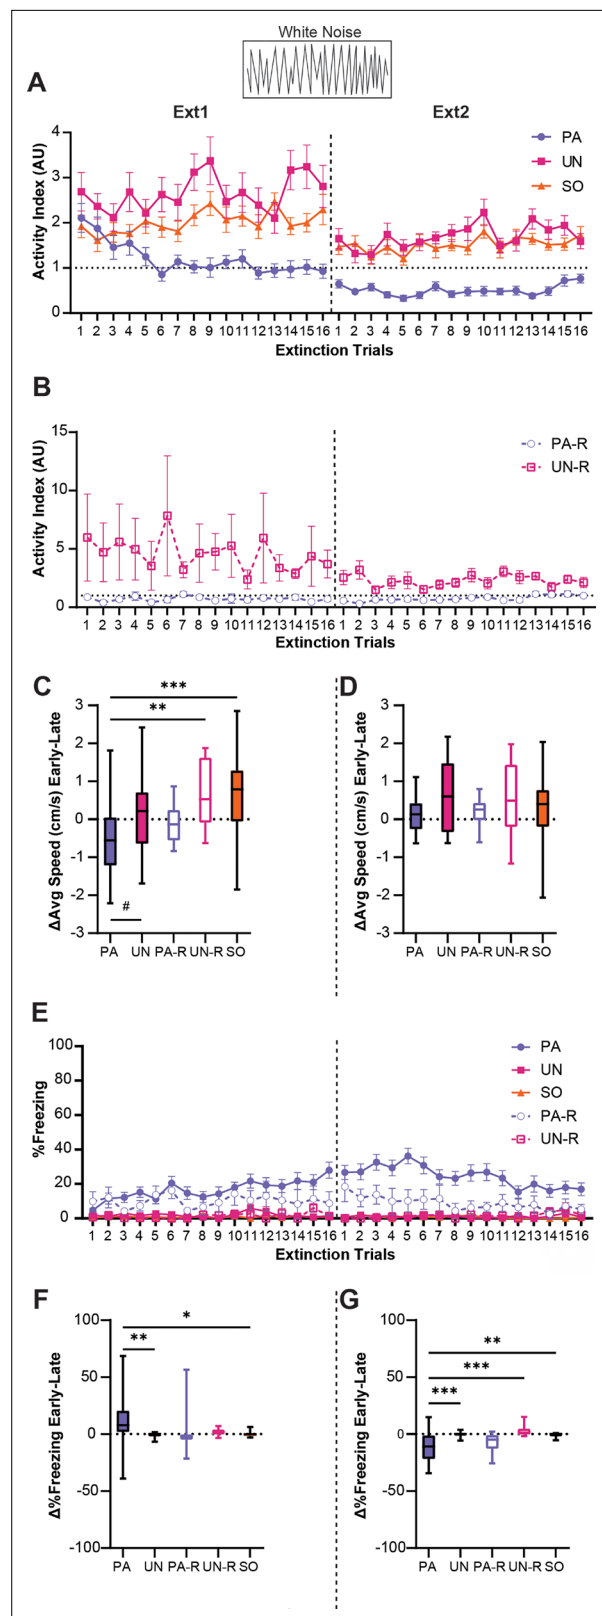 White Noise
A
Ext1 Ext2
Activity Index (AU)
4
3
2
1
0
PA
UN
SO
1 2 3 4 5 6 7 8 9 10 11 12 13 14 15 16 1 2 3 4 5 6 7 8 9 10 11 12 13 14 15 16
Extinction Trials
B
Activity Index (AU)
15
10
5
0
PA-R
UN-R
1 2 3 4 5 6 7 8 9 10 11 12 13 14 15 16 1 2 3 4 5 6 7 8 9 10 11 12 13 14 15 16
Extinction Trials
C
ΔAvg Speed (cm/s) Early-Late
3
2
1
0
-1
-2
-3
***
**
#
PA UN PA-R UN-R SO
D
ΔAvg Speed (cm/s) Early-Late
3
2
1
0
-1
-2
-3
PA UN PA-R UN-R SO
E
%Freezing
100
80
60
40
20
0
PA
UN
SO
PA-R
UN-R
1 2 3 4 5 6 7 8 9 10 11 12 13 14 15 16 1 2 3 4 5 6 7 8 9 10 11 12 13 14 15 16
Extinction Trials
F
Δ%Freezing Early-Late
100
50
0
-50
-100
*
**
PA UN PA-R UN-R SO
G
Δ%Freezing Early-Late
100
50
0
-50
-100
**
***
***
PA UN PA-R UN-R SO